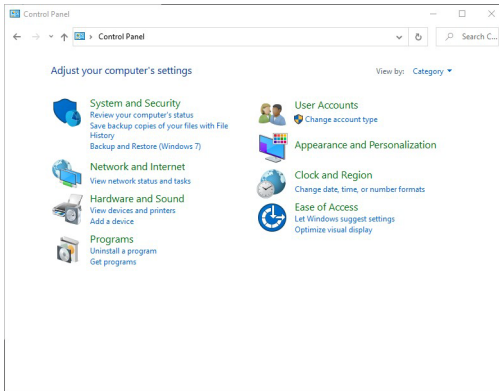 Control Panel
Control Panel
Search C...
Adjust your computer's settings
View by: Category
System and Security
Review your computer's status
Save backup copies of your files with File
History
Backup and Restore (Windows 7)
Network and Internet
View network status and tasks
Hardware and Sound
View devices and printers
Add a device
Programs
Uninstall a program
Get programs
User Accounts
Change account type
Appearance and Personalization
Clock and Region
Change date, time, or number formats
Ease of Access
Let Windows suggest settings
Optimize visual display